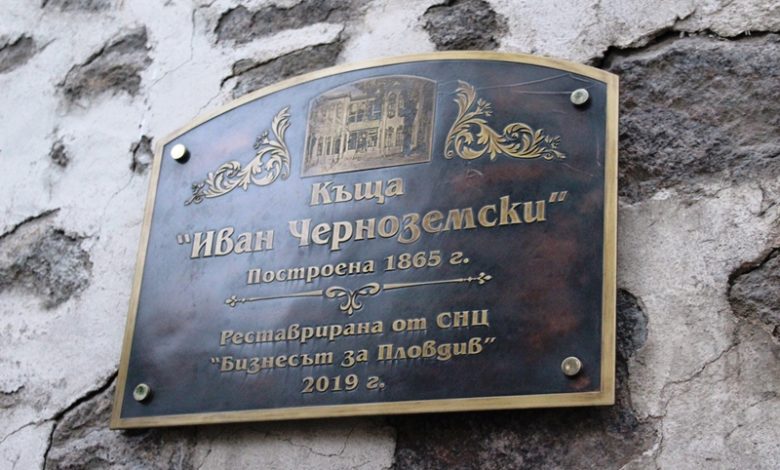 Къща
"Иван Черноземски"
Построена 1865 г.
Реставрирана от СНЦ
"Бизнесът за Пловдив"
2019 г.